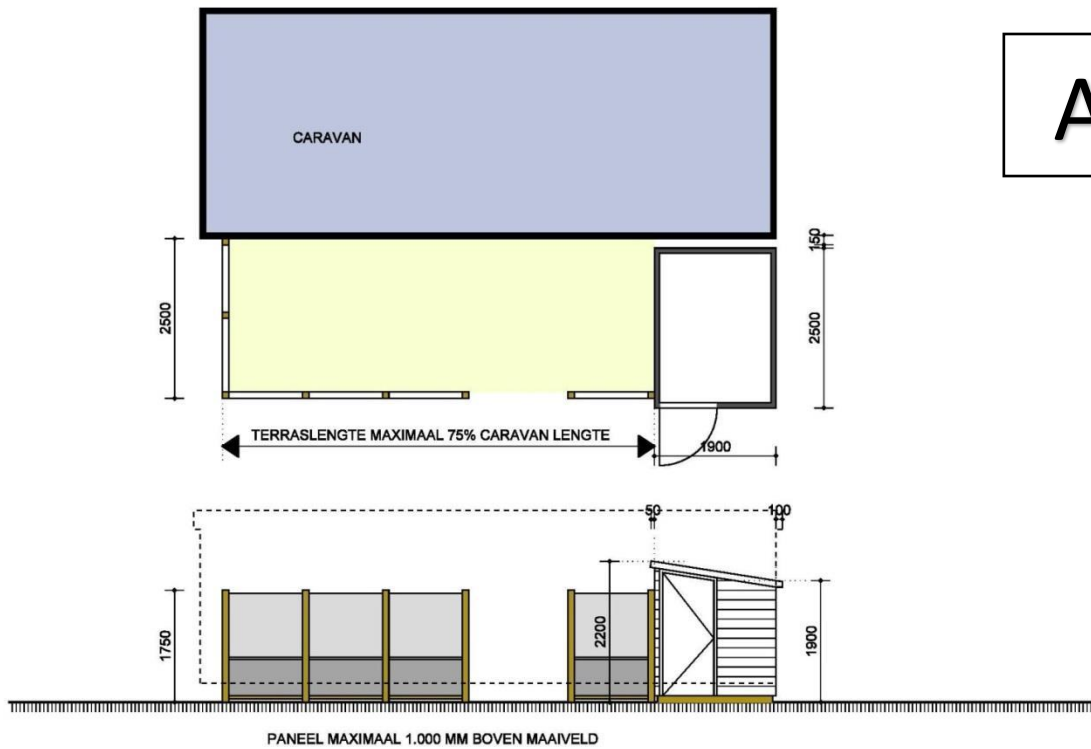 A
CARAVAN
150
2500
2500
TERRASLENGTE MAXIMAAL 75% CARAVAN LENGTE
1900
50
100
1750
2200
1900
PANEEL MAXIMAAL 1.000 MM BOVEN MAAIVELD